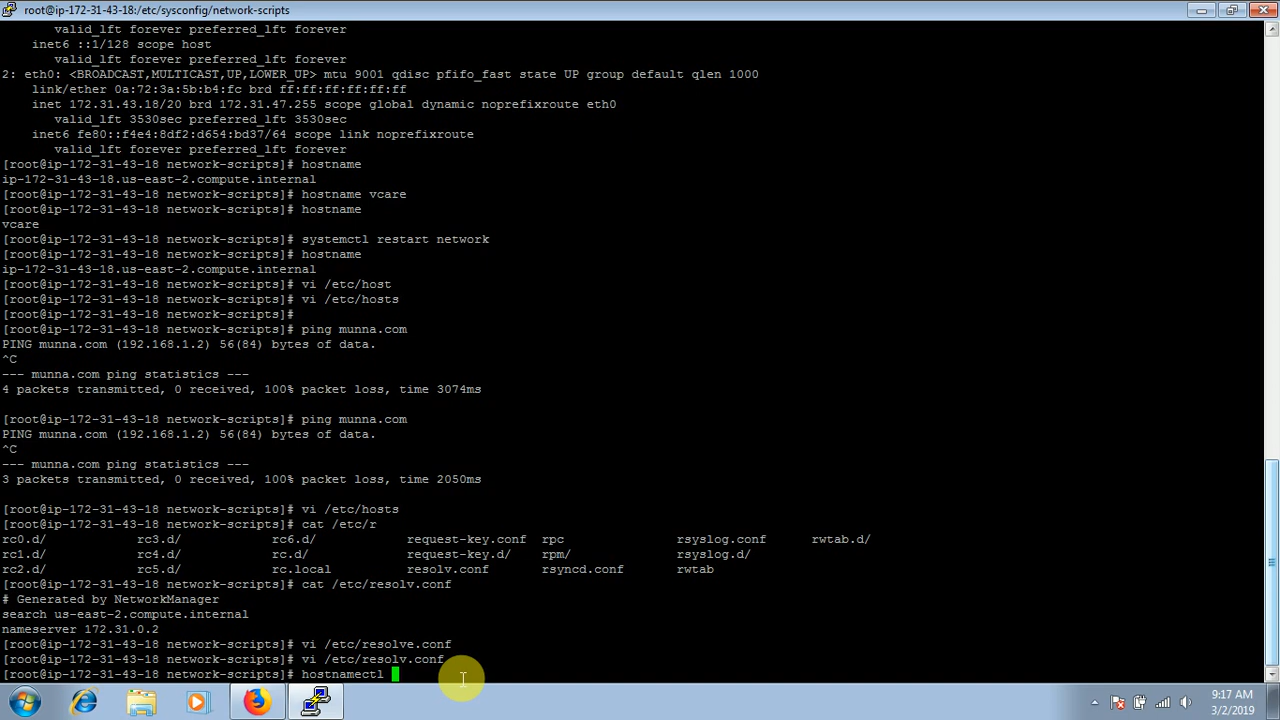 root@ip-172-31-43-18:/etc/sysconfig/network-scripts
valid_lft forever preferred_lft forever
inet6 ::1/128 scope host
valid_lft forever preferred_lft forever
2: eth0: <BROADCAST,MULTICAST,UP,LOWER_UP> mtu 9001 qdisc pfifo_fast state UP group default qlen 1000
link/ether 0a:72:3a:5b:b4:fc brd ff:ff:ff:ff:ff:ff
inet 172.31.43.18/20 brd 172.31.47.255 scope global dynamic noprefixroute eth0
valid_lft 3530sec preferred_lft 3530sec
inet6 fe80::f4e4:8df2:d654:bd37/64 scope link noprefixroute
valid_lft forever preferred_lft forever
[root@ip-172-31-43-18 network-scripts]# hostname
ip-172-31-43-18.us-east-2.compute.internal
[root@ip-172-31-43-18 network-scripts]# hostname vcare
[root@ip-172-31-43-18 network-scripts]# hostname
vcare
[root@ip-172-31-43-18 network-scripts]# systemctl restart network
[root@ip-172-31-43-18 network-scripts]# hostname
ip-172-31-43-18.us-east-2.compute.internal
[root@ip-172-31-43-18 network-scripts]# vi /etc/host
[root@ip-172-31-43-18 network-scripts]# vi /etc/hosts
[root@ip-172-31-43-18 network-scripts]#
[root@ip-172-31-43-18 network-scripts]# ping munna.com
PING munna.com (192.168.1.2) 56(84) bytes of data.
^C
--- munna.com ping statistics ---
4 packets transmitted, 0 received, 100% packet loss, time 3074ms
[root@ip-172-31-43-18 network-scripts]# ping munna.com
PING munna.com (192.168.1.2) 56(84) bytes of data.
^C
--- munna.com ping statistics ---
3 packets transmitted, 0 received, 100% packet loss, time 2050ms
[root@ip-172-31-43-18 network-scripts]# vi /etc/hosts
[root@ip-172-31-43-18 network-scripts]# cat /etc/r
rc0.d/ rc3.d/ rc6.d/ request-key.conf rpc rsyslog.conf rwtab.d/
rc1.d/ rc4.d/ rc.d/ request-key.d/ rpm/ rsyslog.d/
rc2.d/ rc5.d/ rc.local resolv.conf rsyncd.conf rwtab
[root@ip-172-31-43-18 network-scripts]# cat /etc/resolv.conf
# Generated by NetworkManager
search us-east-2.compute.internal
nameserver 172.31.0.2
[root@ip-172-31-43-18 network-scripts]# vi /etc/resolve.conf
[root@ip-172-31-43-18 network-scripts]# vi /etc/resolv.conf
[root@ip-172-31-43-18 network-scripts]# hostnamectl
9:17 AM
3/2/2019